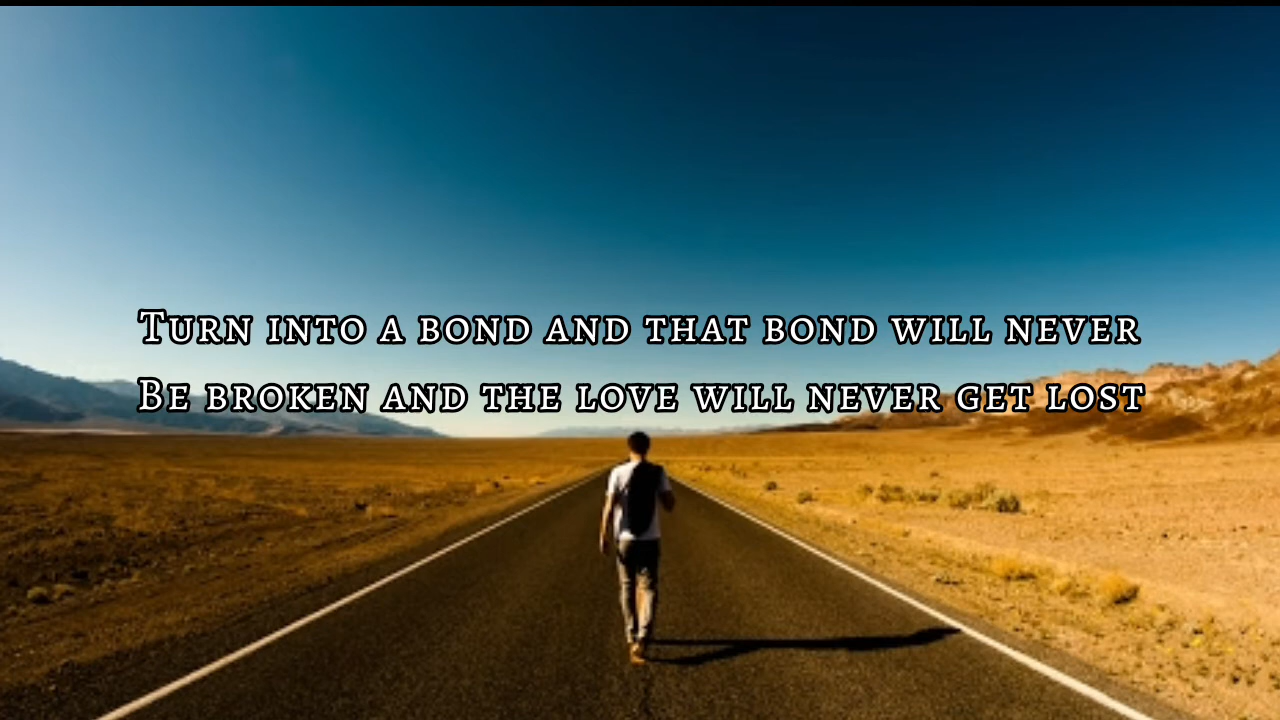 Turn into a bond and that bond will never
Be broken and the love will never get lost